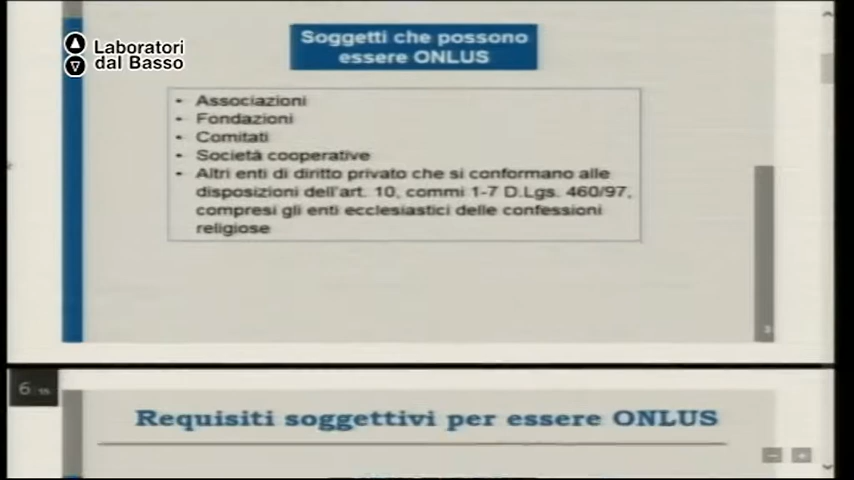 Laboratori
dal Basso
Soggetti che possono
essere ONLUS
• Associazioni
• Fondazioni
• Comitati
• Società cooperative
• Altri enti di diritto privato che si conformano alle
disposizioni dell'art. 10, commi 1-7 D.Lgs. 460/97,
compresi gli enti ecclesiastici delle confessioni
religiose
6
Requisiti soggettivi per essere ONLUS